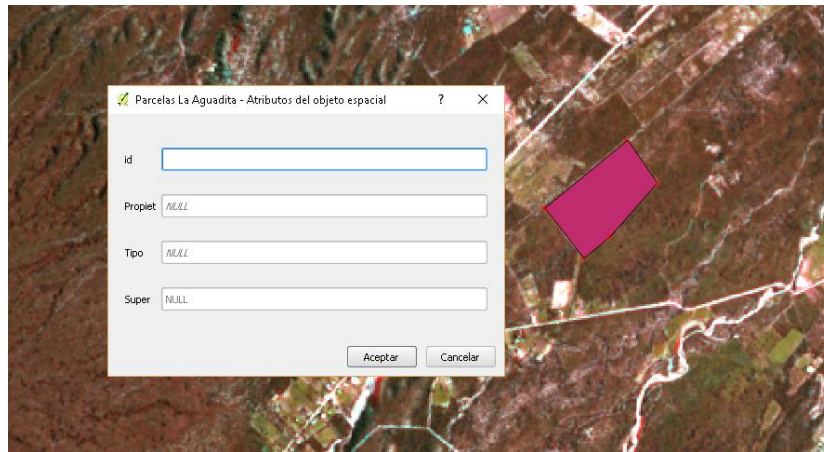 Parcelas La Aguadita - Atributos del objeto espacial ?
id
Propiet NULL
Tipo NULL
Super NULL
Aceptar Cancelar